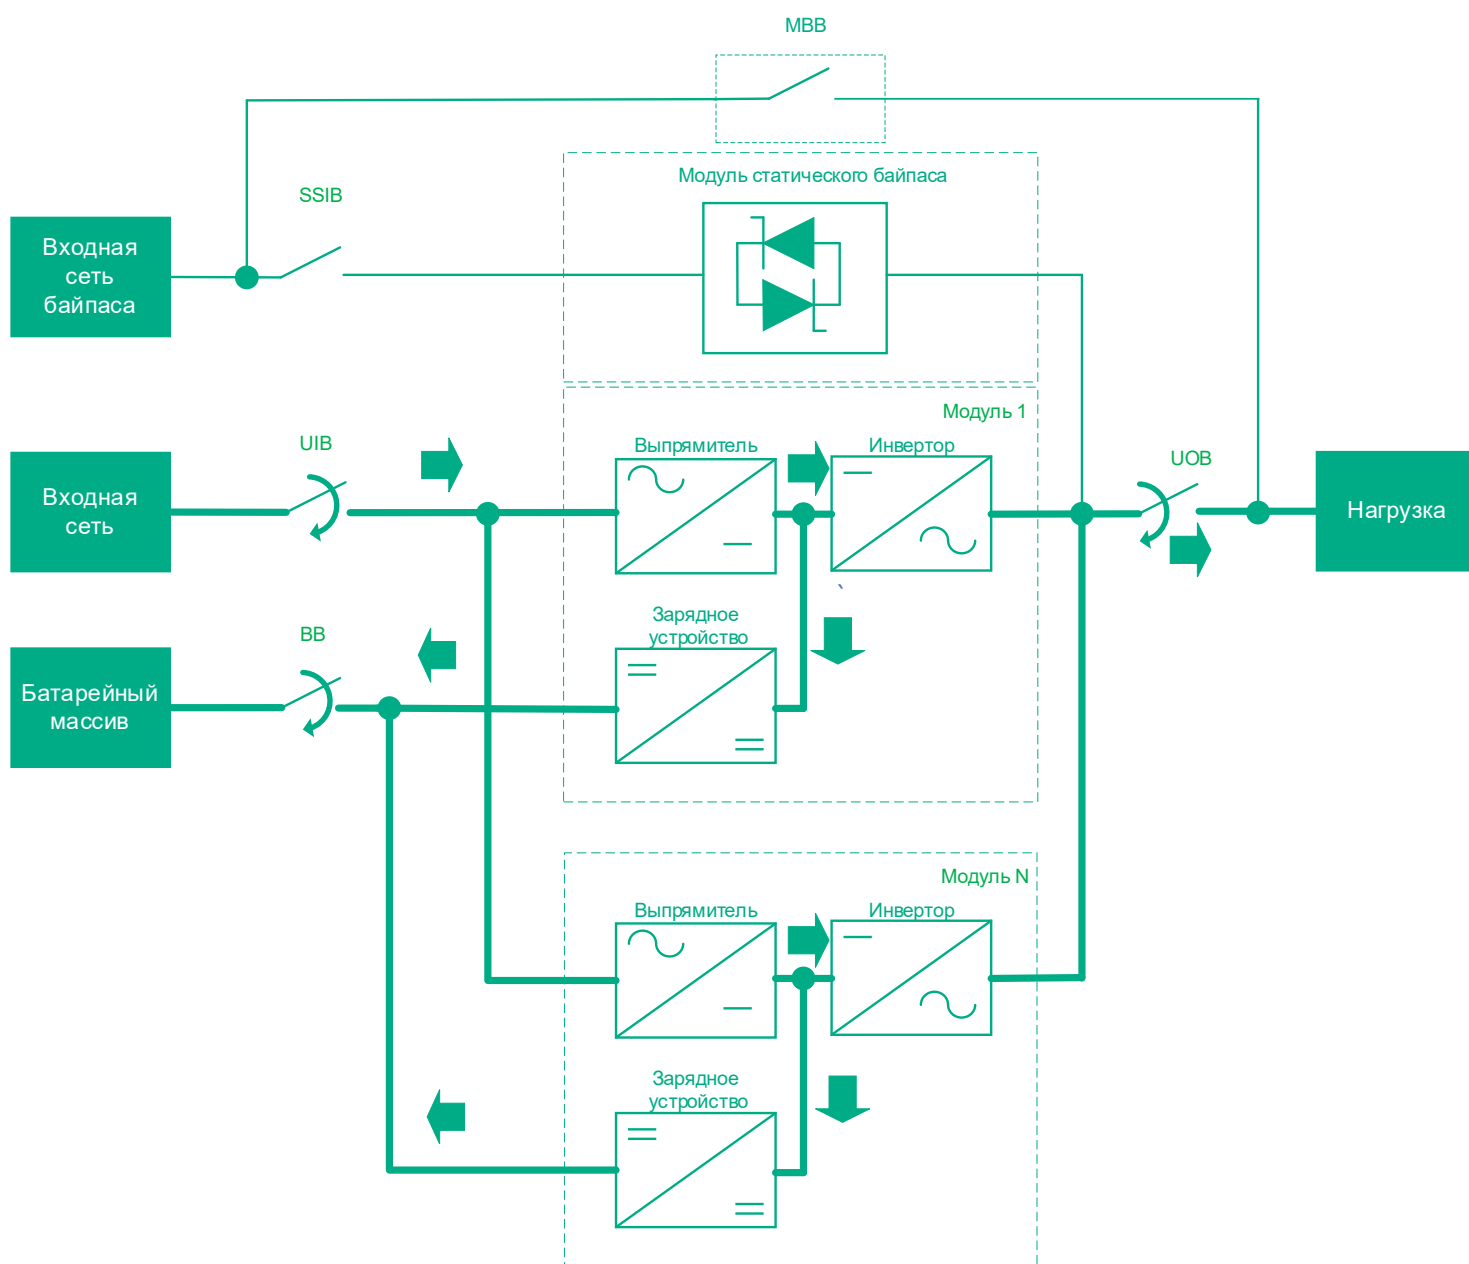 MBB
Модуль статического байпаса
SSIB
Входная
сеть
байпаса
Модуль 1
UIB
Выпрямитель
Инвертор
UOB
Входная
сеть
Нагрузка
`
Зарядное
устройство
BB
Батарейный
массив
Модуль N
Выпрямитель
Инвертор
Зарядное
устройство